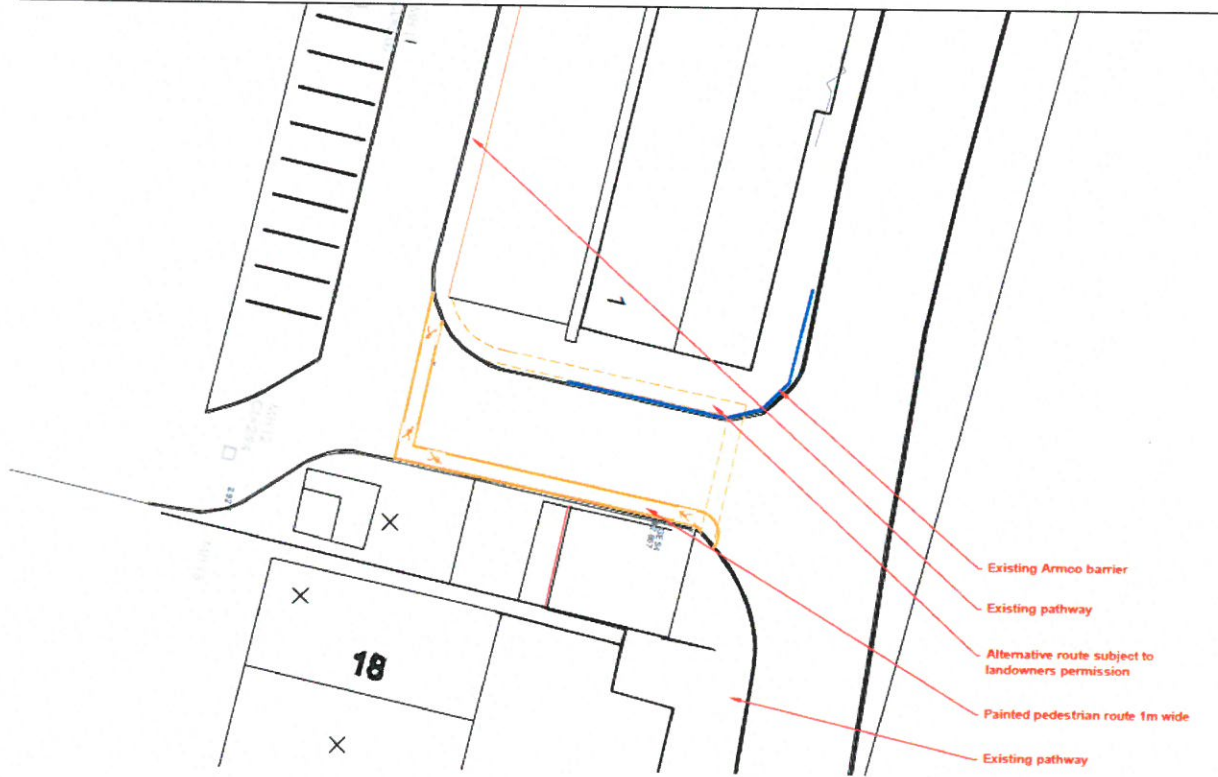 1
Existing Armco barrier
Existing pathway
Alternative route subject to
landowners permission
Painted pedestrian route 1m wide
Existing pathway
18